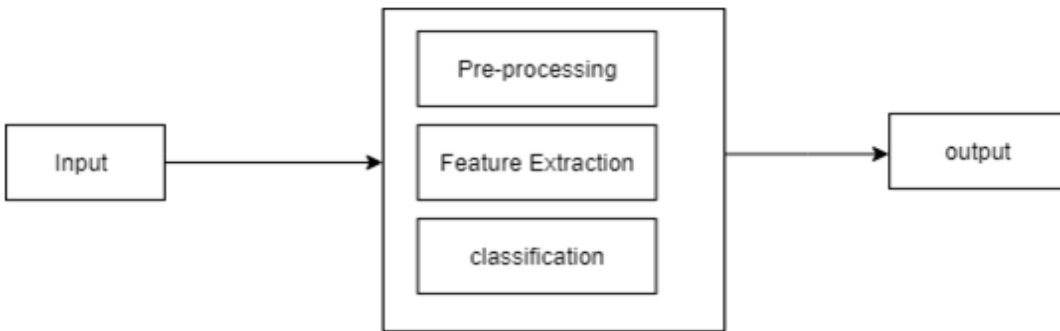 Input
Pre-processing
Feature Extraction
classification
output